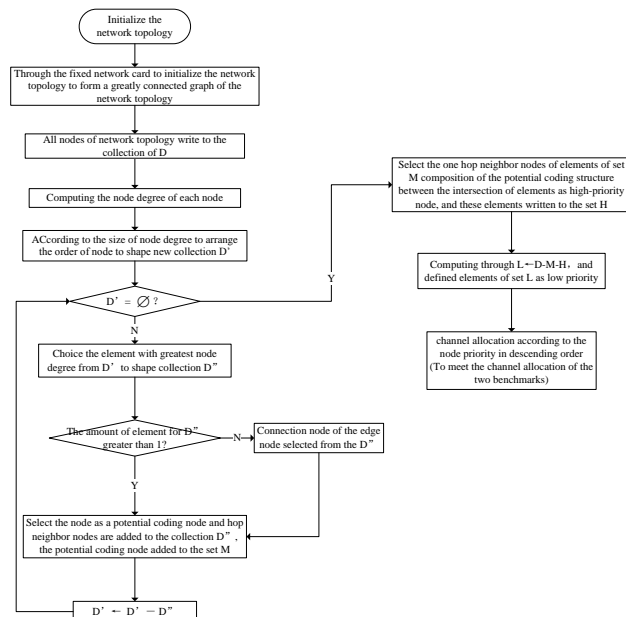 Initialize the
network topology
Through the fixed network card to initialize the network
topology to form a greatly connected graph of the
network topology
All nodes of network topology write to the
collection of D
Computing the node degree of each node
ACcording to the size of node degree to arrange
the order of node to shape new collection D’
D’ = ∅ ?
Y
N
Choice the element with greatest node
degree from D’ to shape collection D”
The amount of element for D”
greater than 1?
N
Y
Connection node of the edge
node selected from the D”
Select the node as a potential coding node and hop
neighbor nodes are added to the collection D”,
the potential coding node added to the set M
D’ ← D’ − D”
Select the one hop neighbor nodes of elements of set
M composition of the potential coding structure
between the intersection of elements as high-priority
node, and these elements written to the set H
Computing through L←D-M-H, and
defined elements of set L as low priority
channel allocation according to the
node priority in descending order
(To meet the channel allocation of the
two benchmarks)